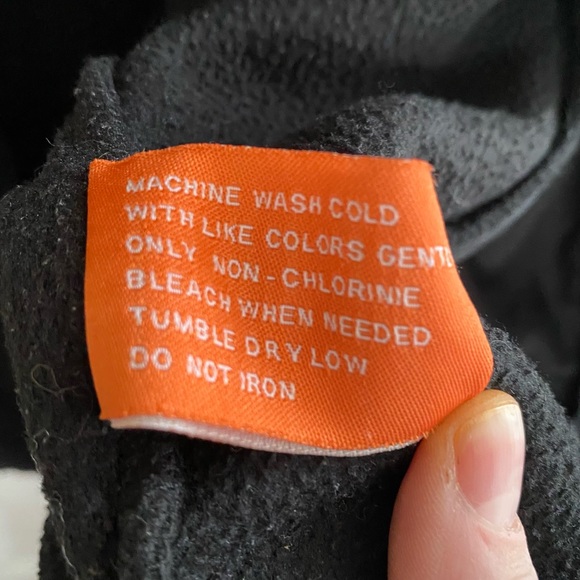 MACHINE WASH COLD
WITH LIKE COLORS GENTL
ONLY NON-CHLORINIE
BLEACH WHEN NEEDED
TUMBLE DRY LOW
DO NOT IRON